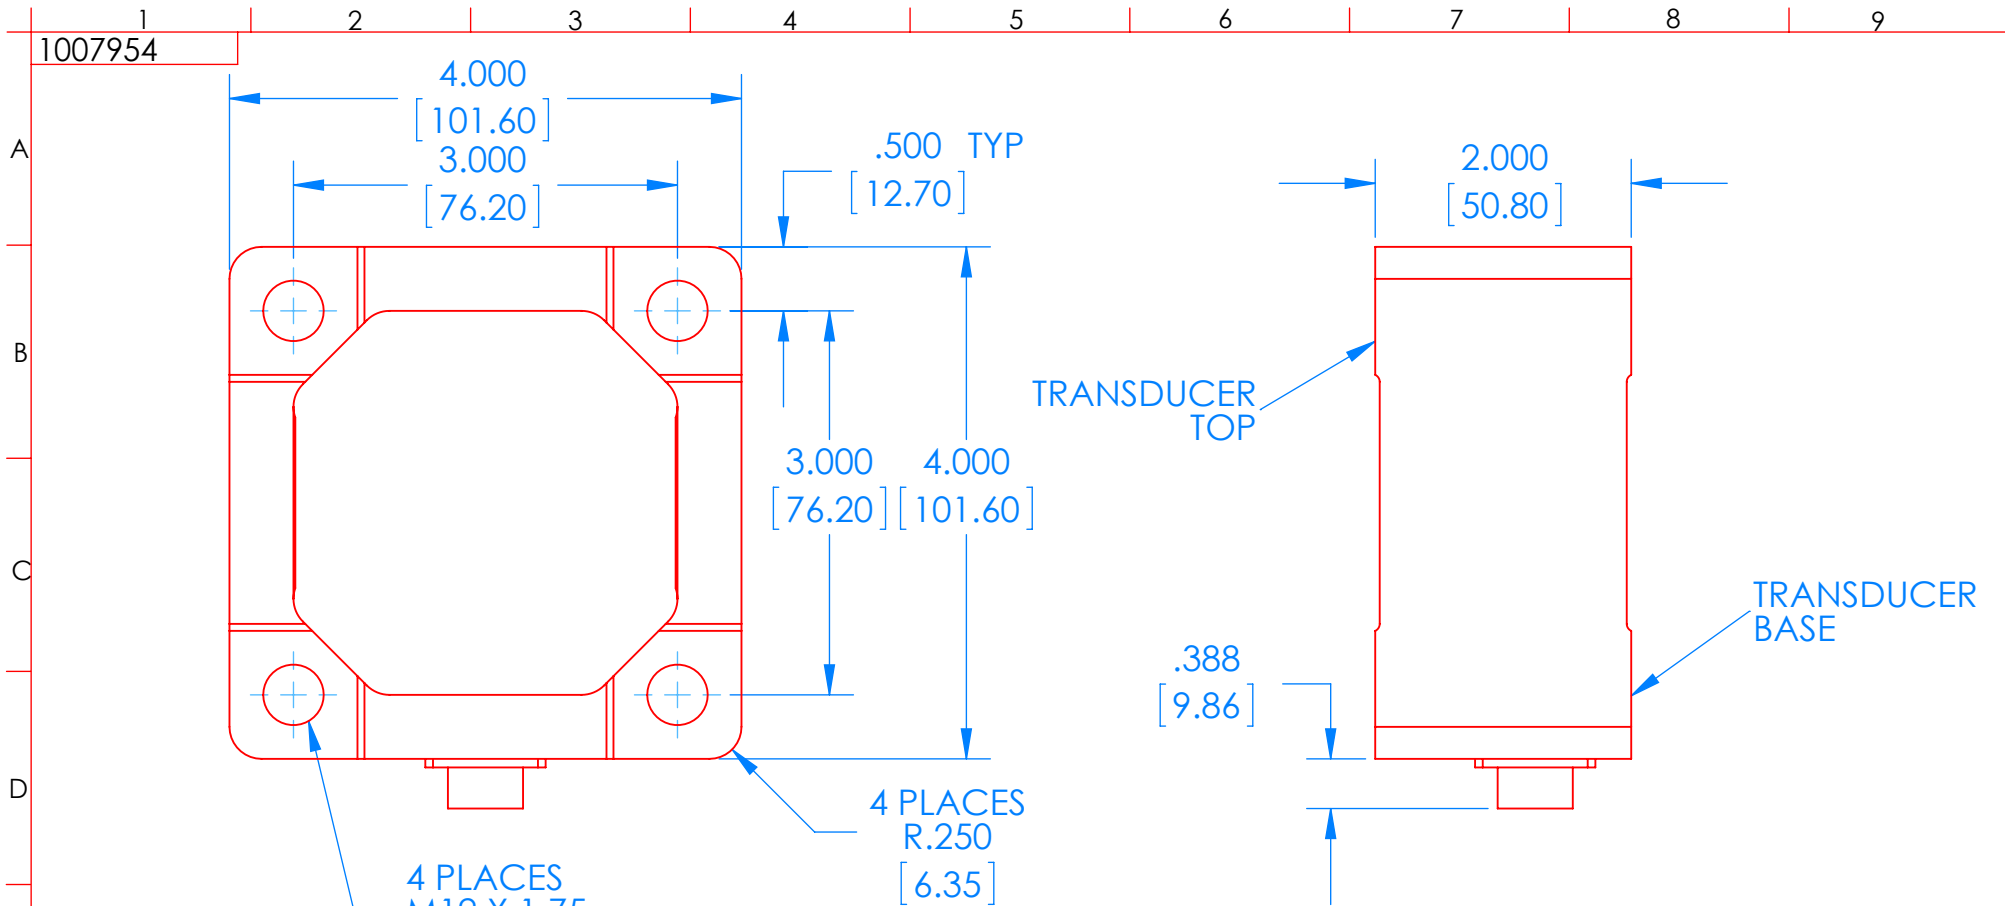 1 2 3 4 5 6 7 8 9
1007954
A
B
C
D
4.000
[101.60]
3.000
[76.20]
.500 TYP
[12.70]
2.000
[50.80]
TRANSDUCER
TOP
3.000
[76.20]
4.000
[101.60]
TRANSDUCER
BASE
.388
[9.86]
4 PLACES
R.250
[6.35]
4 PLACES